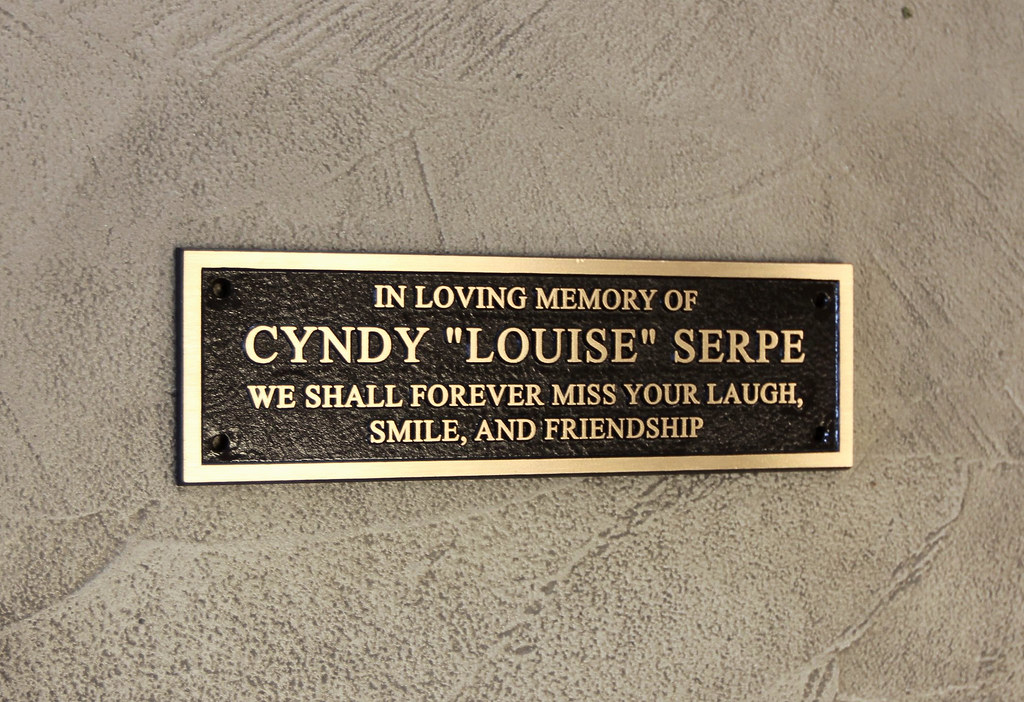 IN LOVING MEMORY OF
CYNDY "LOUISE" SERPE
WE SHALL FOREVER MISS YOUR LAUGH,
SMILE, AND FRIENDSHIP